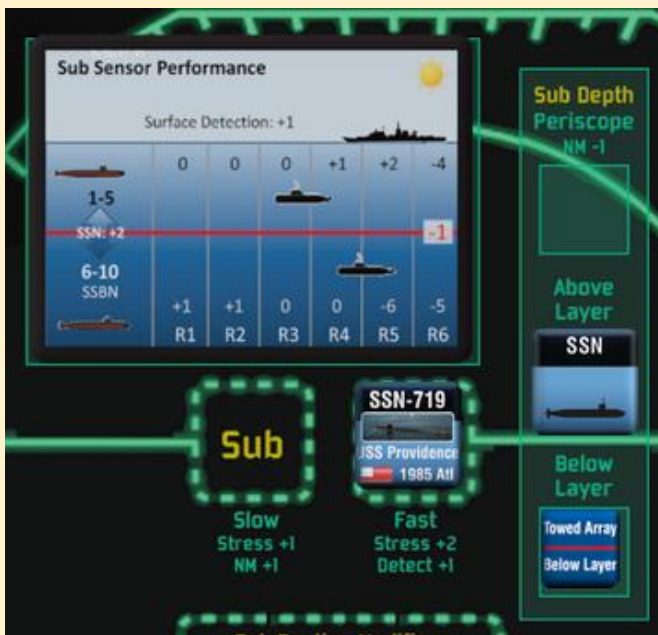 Sub Sensor Performance
Surface Detection: +1
0 0 0 +1 +2 -4
1-5
SSN: +2
-1
6-10
SSBN
+1 +1 0 0 -6 -5
R1 R2 R3 R4 R5 R6
Sub Depth
Periscope
NM -1
Above
Layer
SSN
Below
Layer
Towed Array
Below Layer
Sub
Slow
Stress +1
NM +1
SSN-719
USS Providence
1985 Atl
Fast
Stress +2
Detect +1